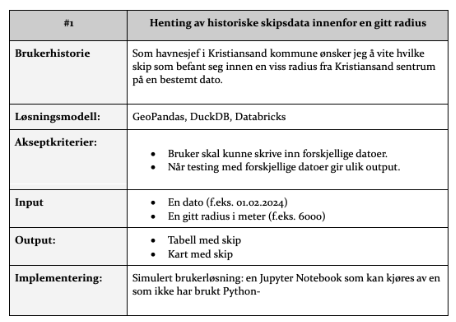 #1
Henting av historiske skipsdata innenfor en gitt radius
Brukerhistorie
Som havnesjef i Kristiansand kommune ønsker jeg å vite hvilke
skip som befant seg innen en viss radius fra Kristiansand sentrum
på en bestemt dato.
Løsningsmodell:
GeoPandas, DuckDB, Databricks
Akseptkriterier:
• Bruker skal kunne skrive inn forskjellige datoer.
• Når testing med forskjellige datoer gir ulik output.
Input
• En dato (f.eks. 01.02.2024)
• En gitt radius i meter (f.eks. 6000)
Output:
• Tabell med skip
• Kart med skip
Implementering:
Simulert brukerløsning: en Jupyter Notebook som kan kjøres av en
som ikke har brukt Python-